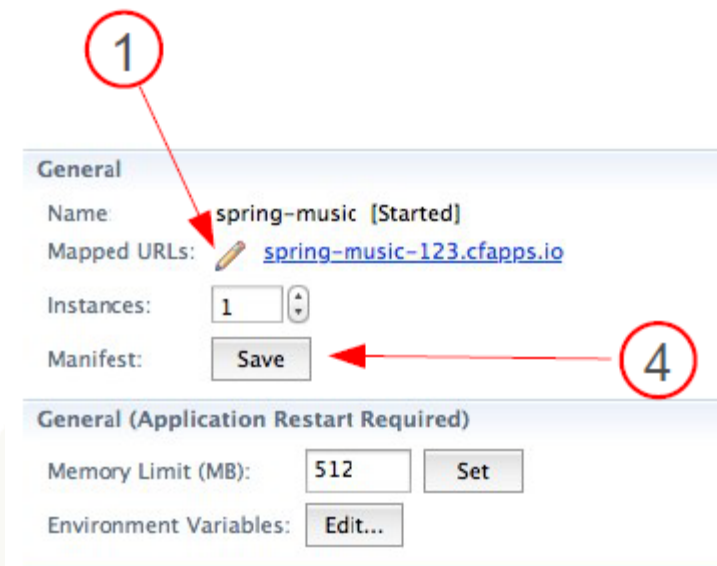 1
General
Name
spring-music [Started]
Mapped URLs:
spring-music-123.cfapps.io
Instances:
1
Manifest:
Save
4
General (Application Restart Required)
Memory Limit (MB):
512
Set
Environment Variables:
Edit...